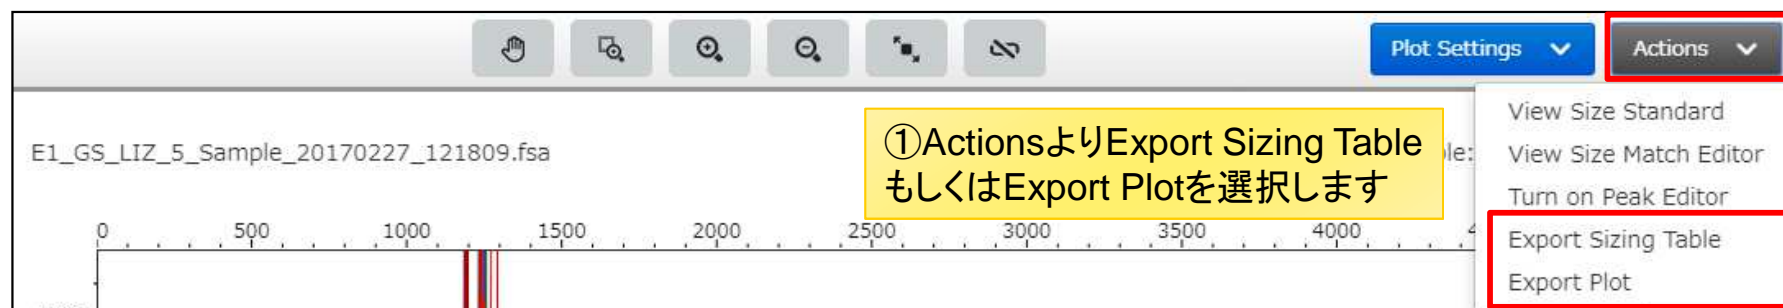 Plot Settings
Actions
View Size Standard
View Size Match Editor
Turn on Peak Editor
Export Sizing Table
Export Plot
①ActionsよりExport Sizing Table
もしくはExport Plotを選択します
E1_GS_LIZ_5_Sample_20170227_121809.fsa
0 500 1000 1500 2000 2500 3000 3500 4000